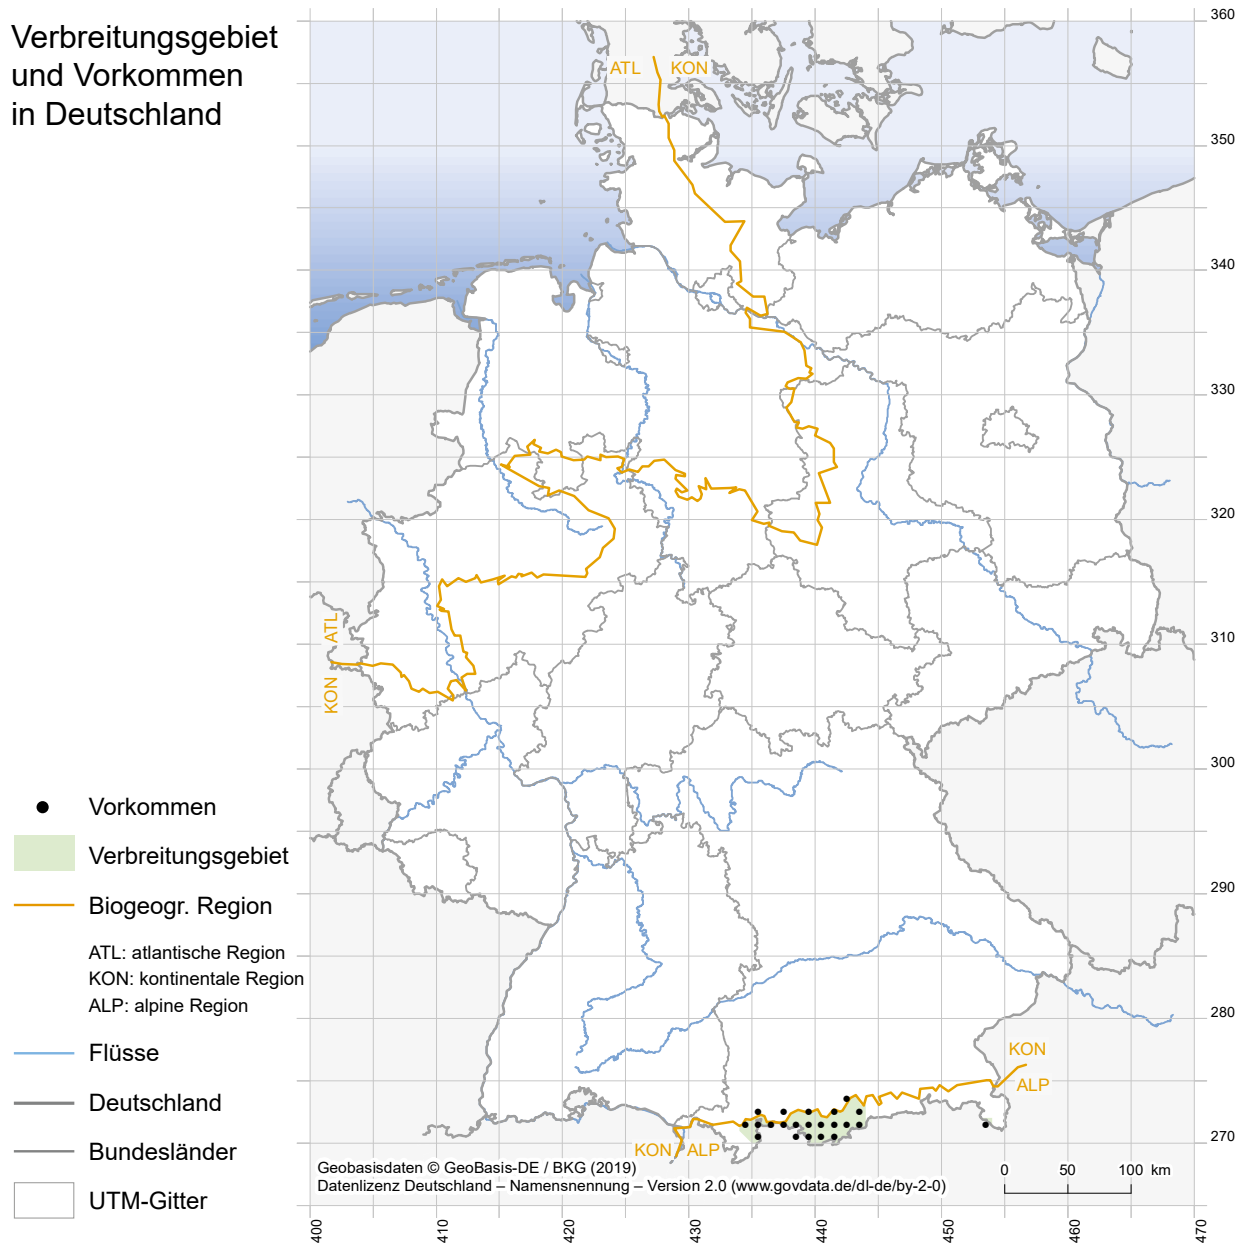 Verbreitungsgebiet
und Vorkommen
in Deutschland
ATL KON
360
350
340
330
320
310
300
290
280
270
ATL
KON
Vorkommen
Verbreitungsgebiet
Biogeogr. Region
ATL: atlantische Region
KON: kontinentale Region
ALP: alpine Region
Flüsse
Deutschland
Bundesländer
UTM-Gitter
KON
ALP
KON ALP
Geobasisdaten © GeoBasis-DE / BKG (2019)
Datenlizenz Deutschland – Namensnennung – Version 2.0 (www.govdata.de/dl-de/by-2-0)
0 50 100 km
400 410 420 430 440 450 460 470